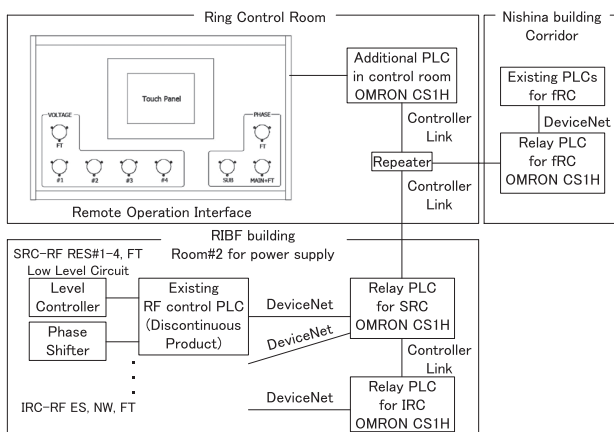 Ring Control Room
Touch Panel
VOLTAGE
FT
#1
#2
#3
#4
PHASE
FT
SUB
MAIN+FT
Remote Operation Interface
Additional PLC
in control room
OMRON CS1H
Controller
Link
Repeater
Controller
Link
Nishina building
Corridor
Existing PLCs
for fRC
DeviceNet
Relay PLC
for fRC
OMRON CS1H
RIBF building
Room#2 for power supply
SRC-RF RES#1-4, FT
Low Level Circuit
Level
Controller
Phase
Shifter
Existing
RF control PLC
(Discontinuous
Product)
DeviceNet
DeviceNet
Relay PLC
for SRC
OMRON CS1H
Controller
Link
IRC-RF ES, NW, FT
DeviceNet
Relay PLC
for IRC
OMRON CS1H